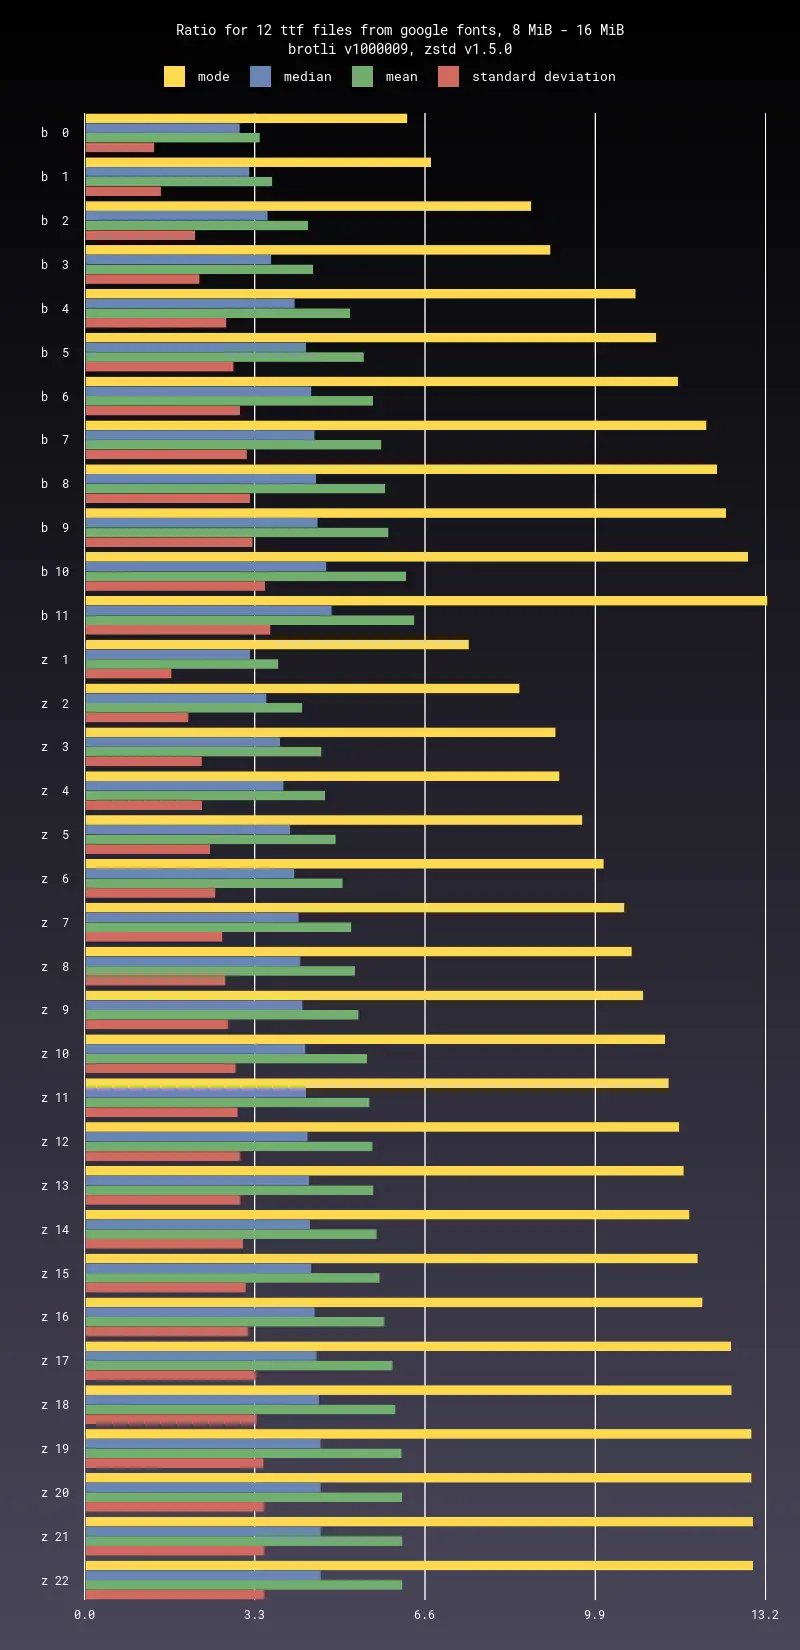 Ratio for 12 ttf files from google fonts, 8 MiB - 16 MiB
brotli v1000009, zstd v1.5.0
mode median mean standard deviation
b 0
b 1
b 2
b 3
b 4
b 5
b 6
b 7
b 8
b 9
b 10
b 11
z 1
z 2
z 3
z 4
z 5
z 6
z 7
z 8
z 9
z 10
z 11
z 12
z 13
z 14
z 15
z 16
z 17
z 18
z 19
z 20
z 21
z 22
0.0 3.3 6.6 9.9 13.2